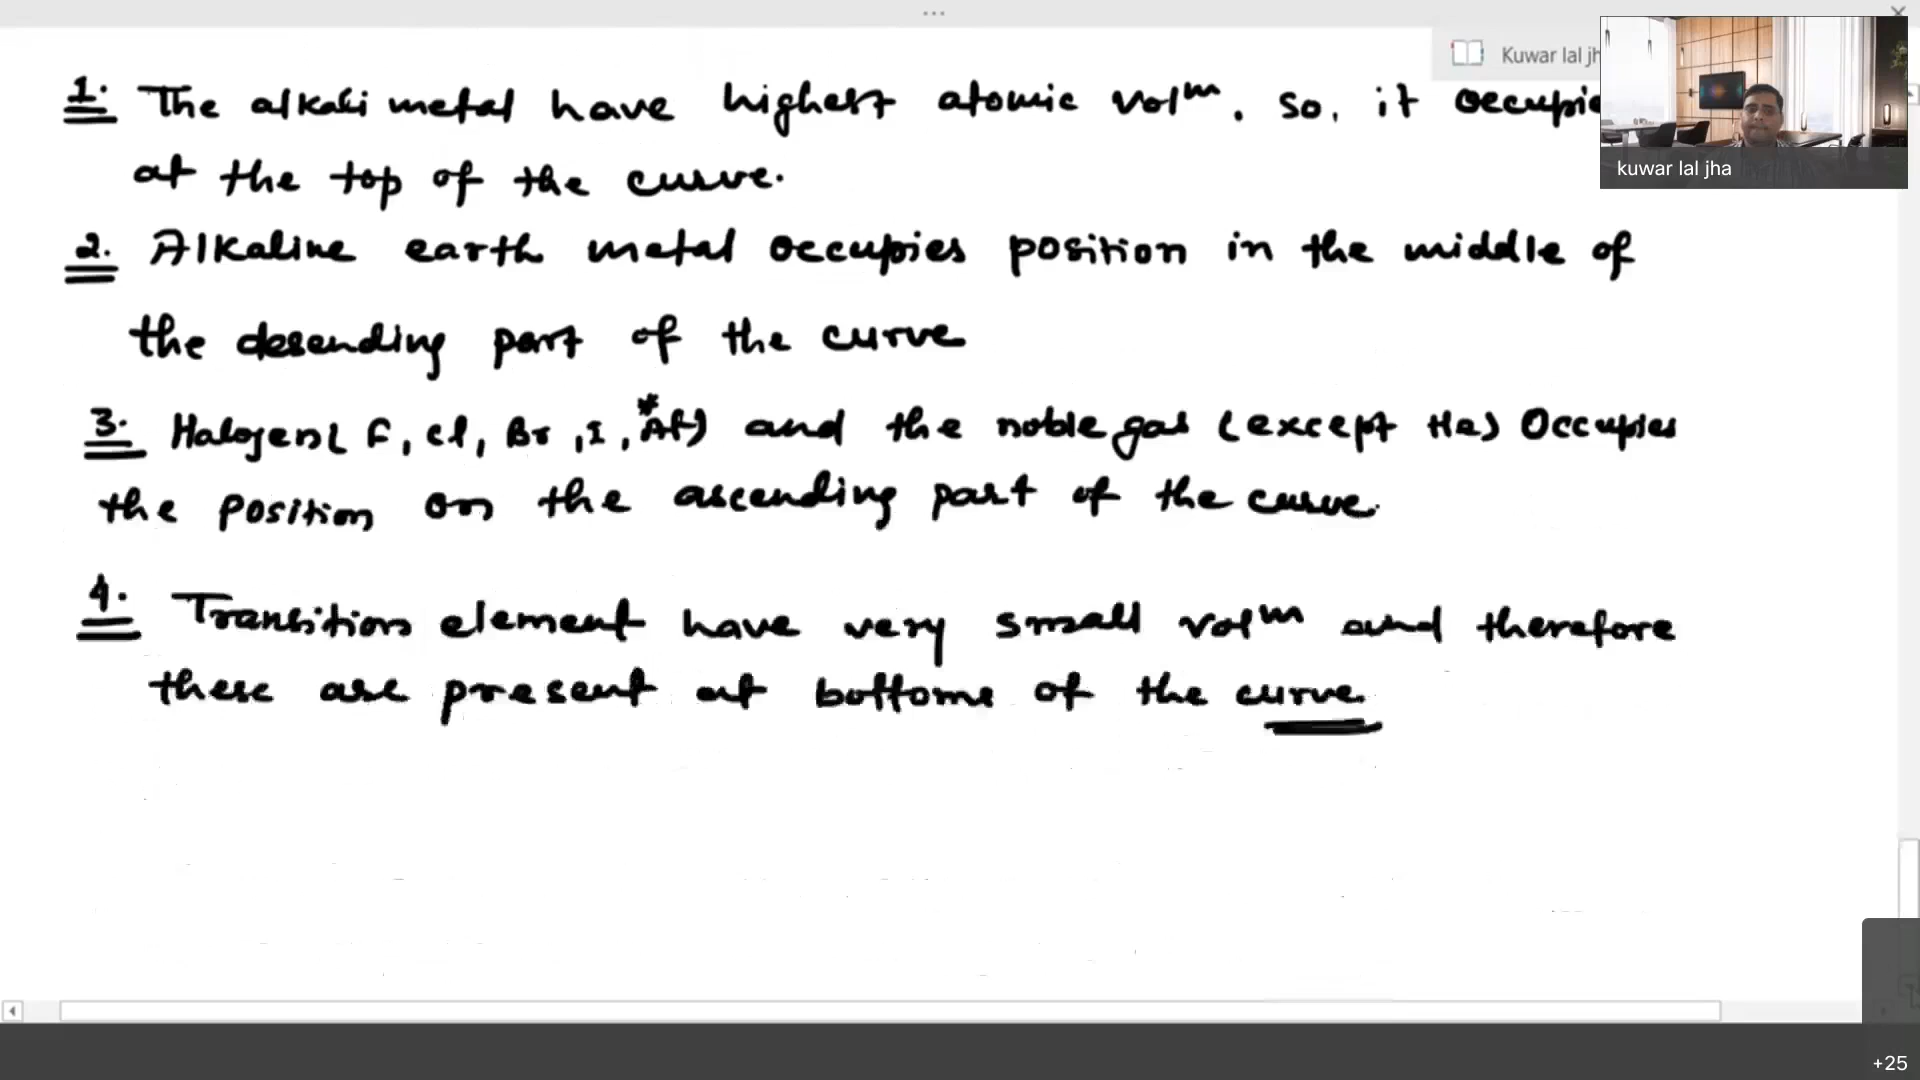 Kuwar lal jh
1. The alkali metal have highest atomic volᵐ. so, it occupie
kuwar lal jha
at the top of the curve.
2. Alkaline earth metal occupies position in the middle of
the desending part of the curve
3. Halogens( F, Cl, Br, I, *At) and the noble gas (except He) Occupies
the position on the ascending part of the curve.
4. Transition element have very small volᵐ and therefore
these are present at bottoms of the curve.
+25